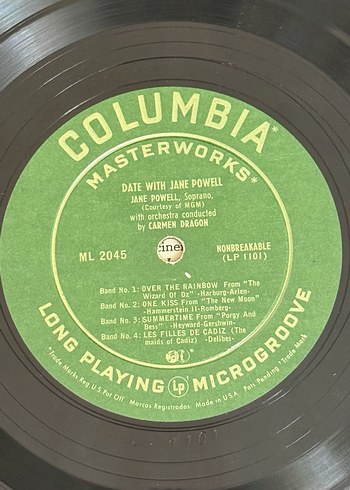 COLUMBIA*
MASTERWORKS*
DATE WITH JANE POWELL
JANE POWELL, Soprano,
(Courtesy of MGM)
with orchestra conducted
by CARMEN DRAGON
ML 2045
NONBREAKABLE
(LP 1101)
Band No. 1: OVER THE RAINBOW From "The
Wizard Of Oz" -Harburg-Arlen-
Band No. 2: ONE KISS From "The New Moon"
-Hammerstein II-Romberg-
Band No. 3: SUMMERTIME From "Porgy And
Bess" -Heyward-Gershwin-
Band No. 4: LES FILLES DE CADIZ (The
maids of Cadiz) -Delibes-
LONG PLAYING Lp MICROGROOVE
*Trade Marks Reg. U.S. Pat. Off. Marcas Registradas. Made in U.S.A. Pats. Pending *Trade Mark